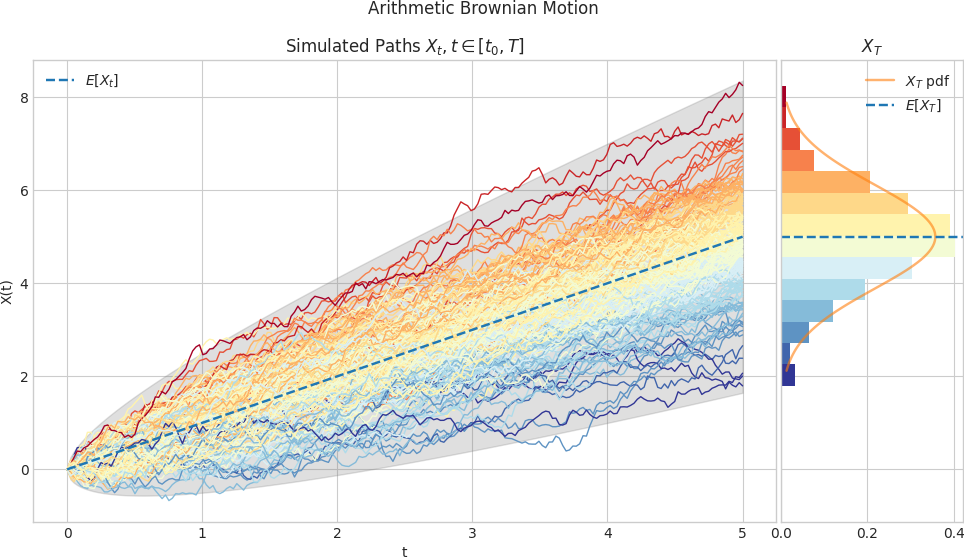 Arithmetic Brownian Motion
Simulated Paths $X_t, t \in [t_0, T]$
$X_T$
$E[X_t]$
$X_T$ pdf
$E[X_T]$
X(t)
8
6
4
2
0
0 1 2 3 4 5
0.0 0.2 0.4
t